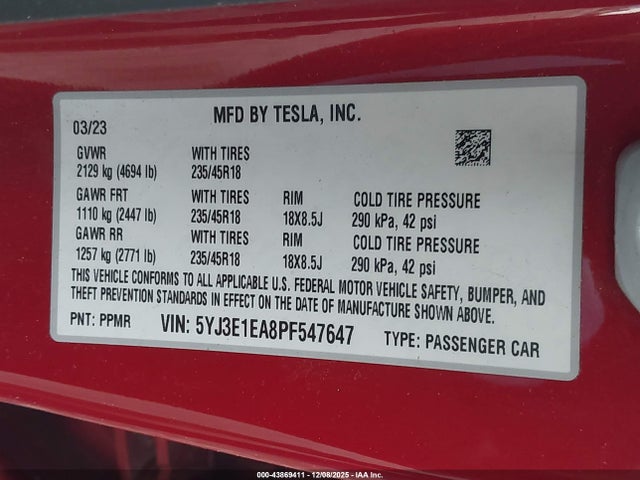 MFD BY TESLA, INC.
03/23
GVWR WITH TIRES
2129 kg (4694 lb) 235/45R18
GAWR FRT WITH TIRES RIM COLD TIRE PRESSURE
1110 kg (2447 lb) 235/45R18 18X8.5J 290 kPa, 42 psi
GAWR RR WITH TIRES RIM COLD TIRE PRESSURE
1257 kg (2771 lb) 235/45R18 18X8.5J 290 kPa, 42 psi
THIS VEHICLE CONFORMS TO ALL APPLICABLE U.S. FEDERAL MOTOR VEHICLE SAFETY, BUMPER, AND
THEFT PREVENTION STANDARDS IN EFFECT ON THE DATE OF MANUFACTURE SHOWN ABOVE.
PNT: PPMR VIN: 5YJ3E1EA8PF547647 TYPE: PASSENGER CAR
000-43869411 - 12/08/2025 - IAA Inc.